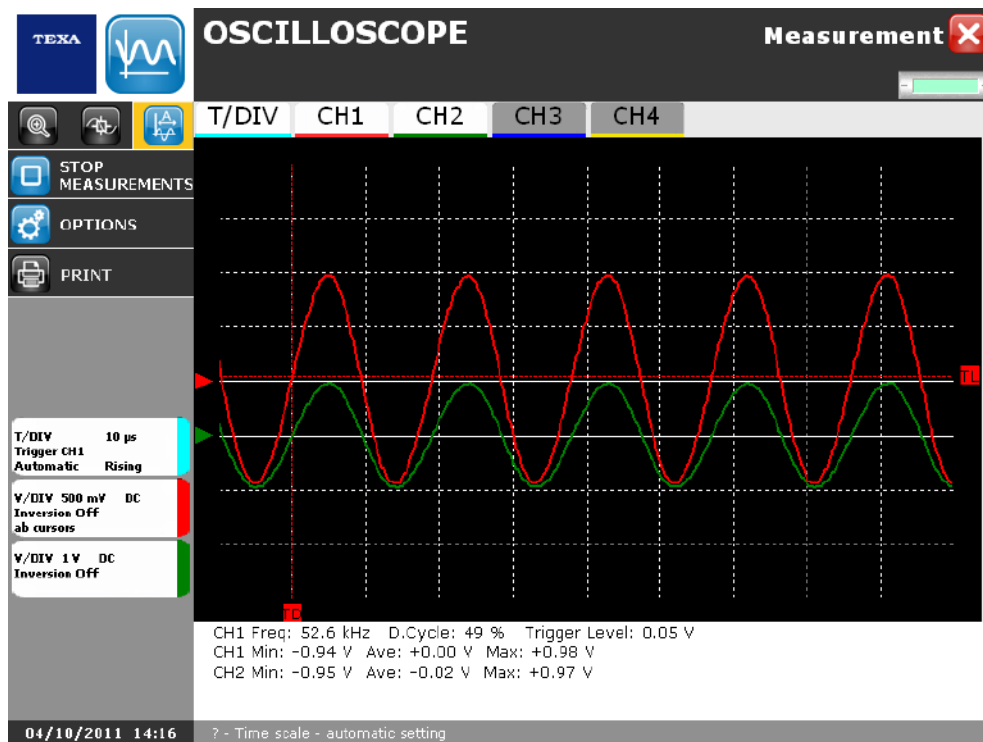 TEXA
OSCILLOSCOPE
Measurement
T/DIV CH1 CH2 CH3 CH4
STOP
MEASUREMENTS
OPTIONS
PRINT
TL
T/DIV 10 µs
Trigger CH1
Automatic Rising
V/DIV 500 mV DC
Inversion Off
ab cursors
V/DIV 1 V DC
Inversion Off
TD
CH1 Freq: 52.6 kHz D.Cycle: 49 % Trigger Level: 0.05 V
CH1 Min: -0.94 V Ave: +0.00 V Max: +0.98 V
CH2 Min: -0.95 V Ave: -0.02 V Max: +0.97 V
04/10/2011 14:16
? - Time scale - automatic setting